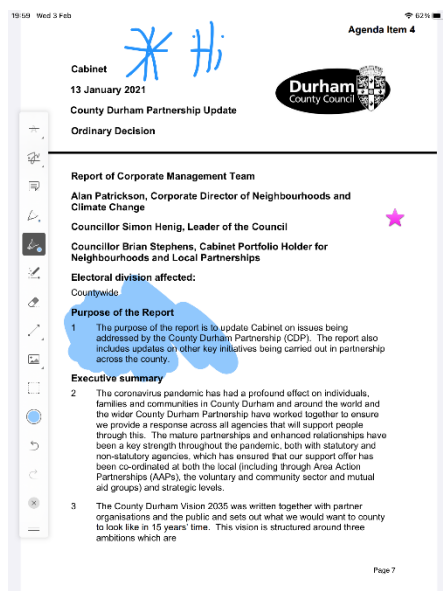 19:59 Wed 3 Feb
62%
Agenda Item 4
Hi
Cabinet
13 January 2021
County Durham Partnership Update
Ordinary Decision
Durham
County Council
Report of Corporate Management Team
Alan Patrickson, Corporate Director of Neighbourhoods and
Climate Change
Councillor Simon Henig, Leader of the Council
Councillor Brian Stephens, Cabinet Portfolio Holder for
Neighbourhoods and Local Partnerships
Electoral division affected:
Countywide
Purpose of the Report
1 The purpose of the report is to update Cabinet on issues being
addressed by the County Durham Partnership (CDP). The report also
includes updates on other key initiatives being carried out in partnership
across the county.
Executive summary
2 The coronavirus pandemic has had a profound effect on individuals,
families and communities in County Durham and around the world and
the wider County Durham Partnership have worked together to ensure
we provide a response across all agencies that will support people
through this. The mature partnerships and enhanced relationships have
been a key strength throughout the pandemic, both with statutory and
non-statutory agencies, which has ensured that our support offer has
been co-ordinated at both the local (including through Area Action
Partnerships (AAPs), the voluntary and community sector and mutual
aid groups) and strategic levels.
3 The County Durham Vision 2035 was written together with partner
organisations and the public and sets out what we would want to county
to look like in 15 years' time. This vision is structured around three
ambitions which are
Page 7